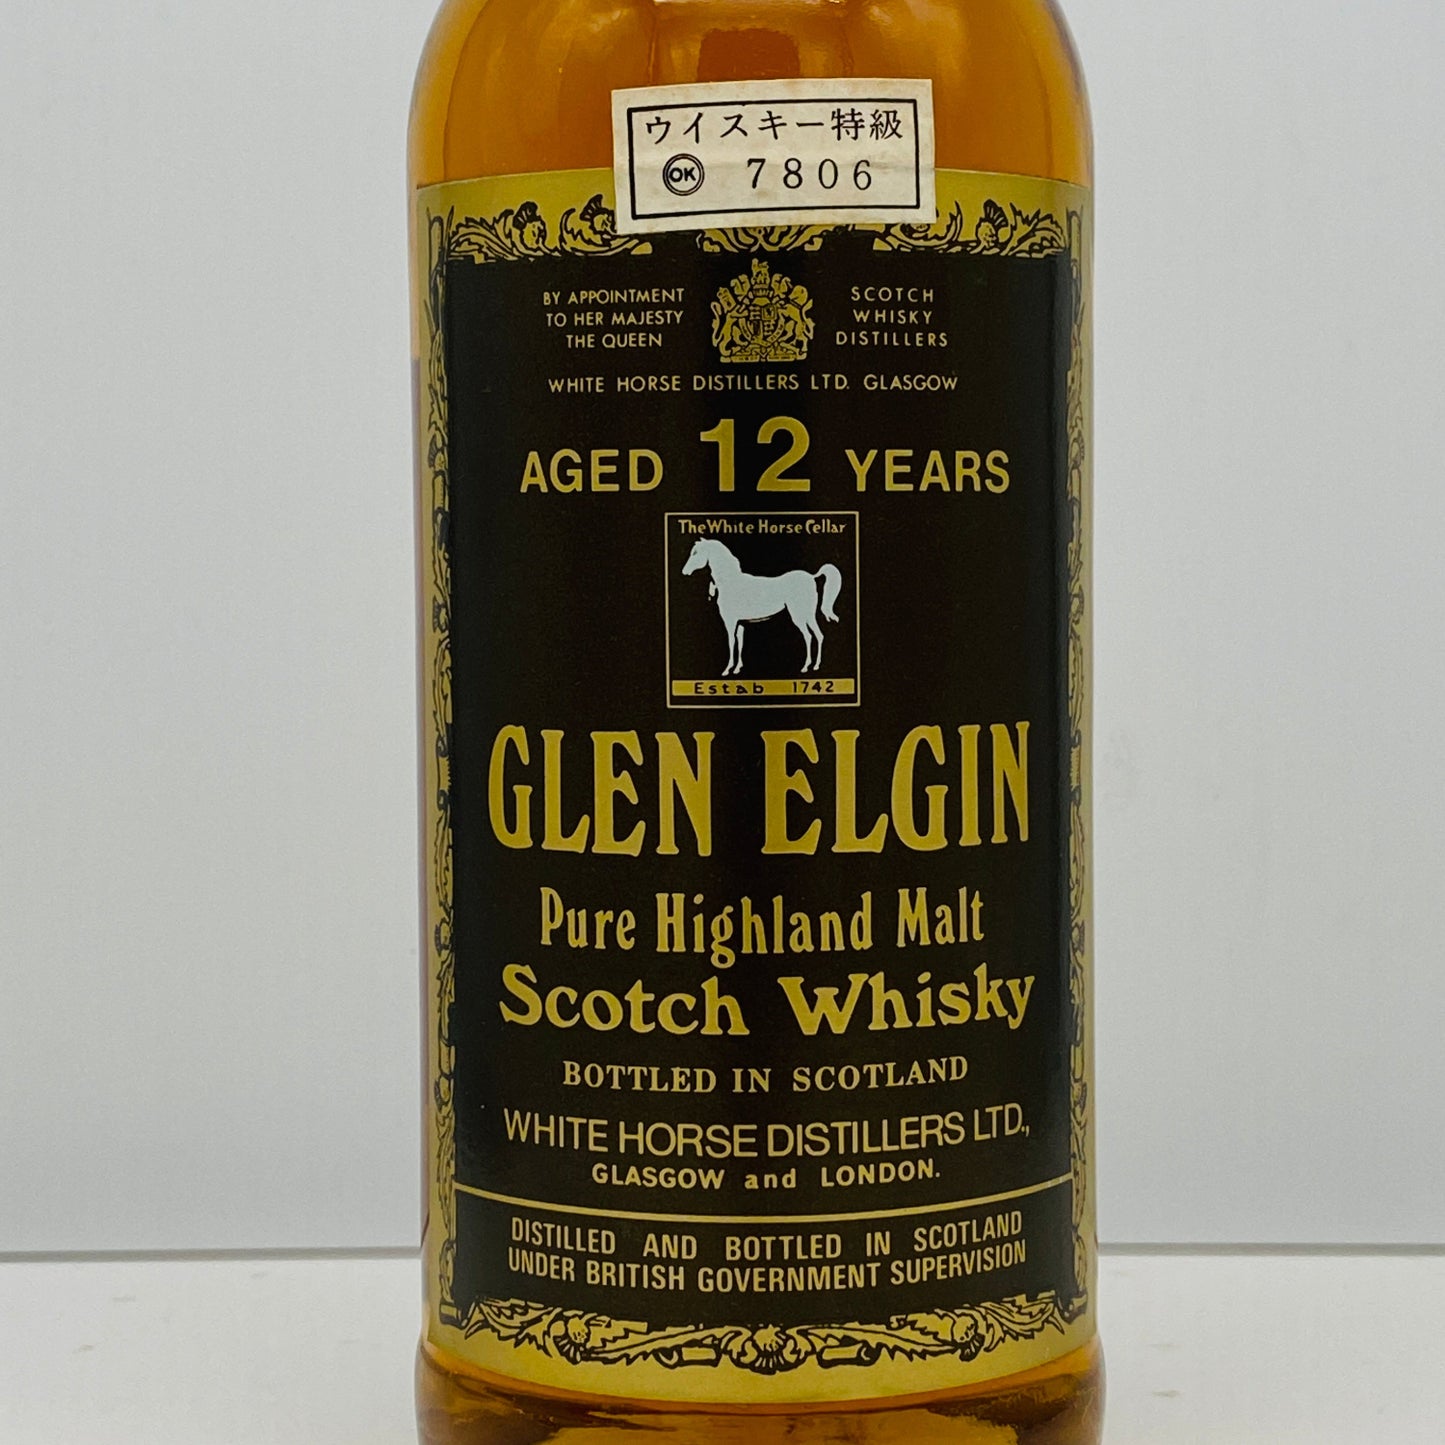 ウイスキー特級
OK 7806
BY APPOINTMENT
TO HER MAJESTY
THE QUEEN
SCOTCH
WHISKY
DISTILLERS
WHITE HORSE DISTILLERS LTD. GLASGOW
AGED 12 YEARS
The White Horse Cellar
Estab 1742
GLEN ELGIN
Pure Highland Malt
Scotch Whisky
BOTTLED IN SCOTLAND
WHITE HORSE DISTILLERS LTD.,
GLASGOW and LONDON.
DISTILLED AND BOTTLED IN SCOTLAND
UNDER BRITISH GOVERNMENT SUPERVISION